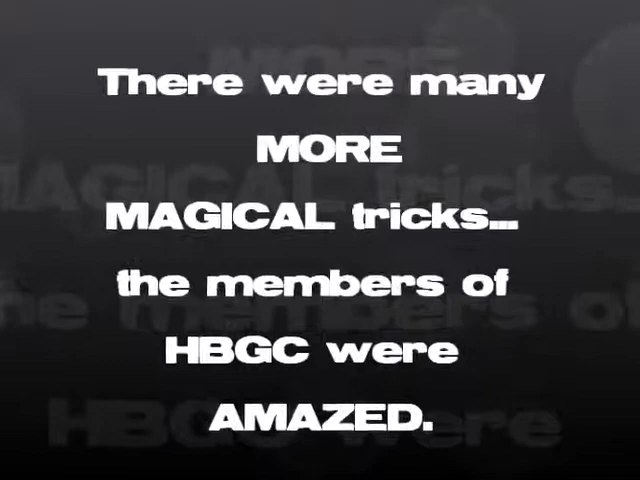 There were many
MORE
MAGICAL tricks...
the members of
HBGC were
AMAZED.